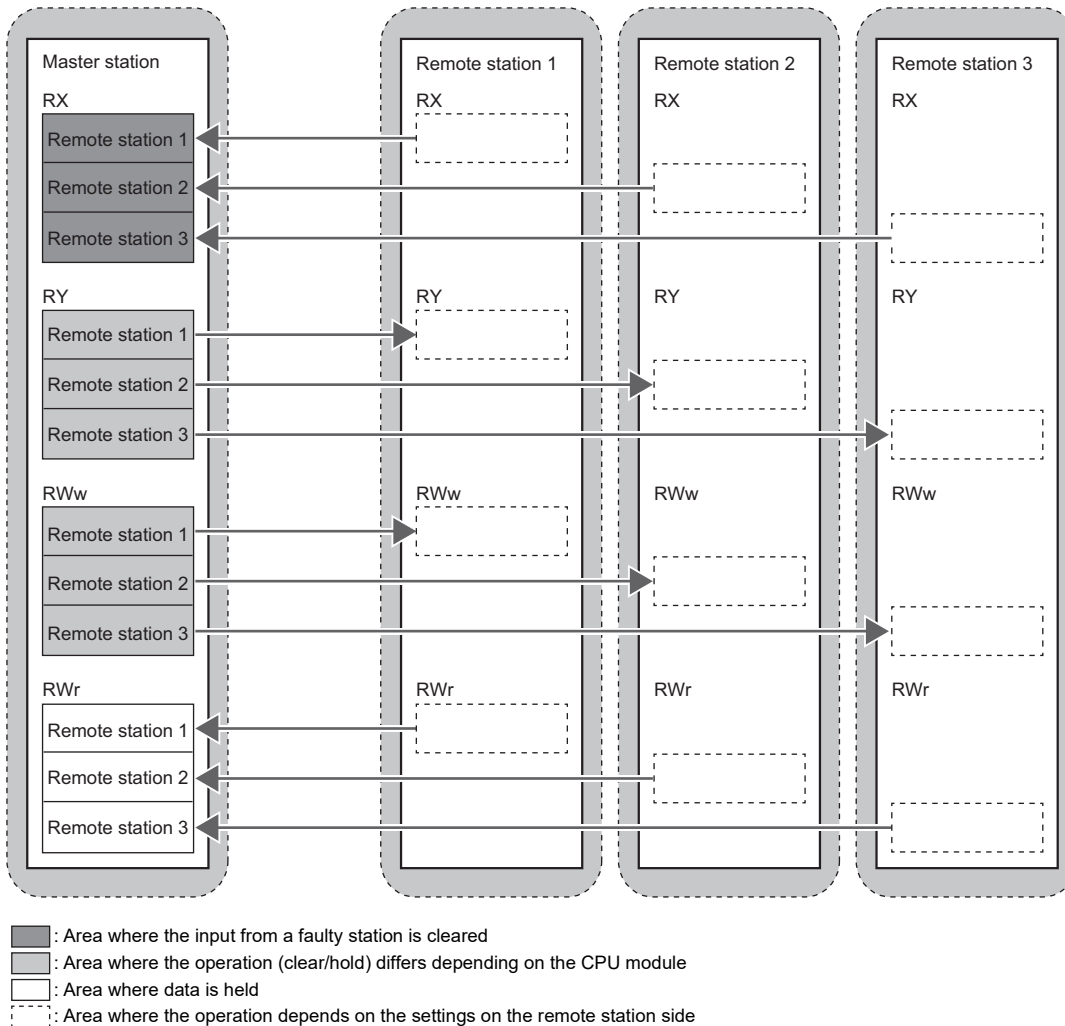 Master station
RX
Remote station 1
Remote station 2
Remote station 3
RY
Remote station 1
Remote station 2
Remote station 3
RWw
Remote station 1
Remote station 2
Remote station 3
RWr
Remote station 1
Remote station 2
Remote station 3
Remote station 1
RX
RY
RWw
RWr
Remote station 2
RX
RY
RWw
RWr
Remote station 3
RX
RY
RWw
RWr
: Area where the input from a faulty station is cleared
: Area where the operation (clear/hold) differs depending on the CPU module
: Area where data is held
: Area where the operation depends on the settings on the remote station side